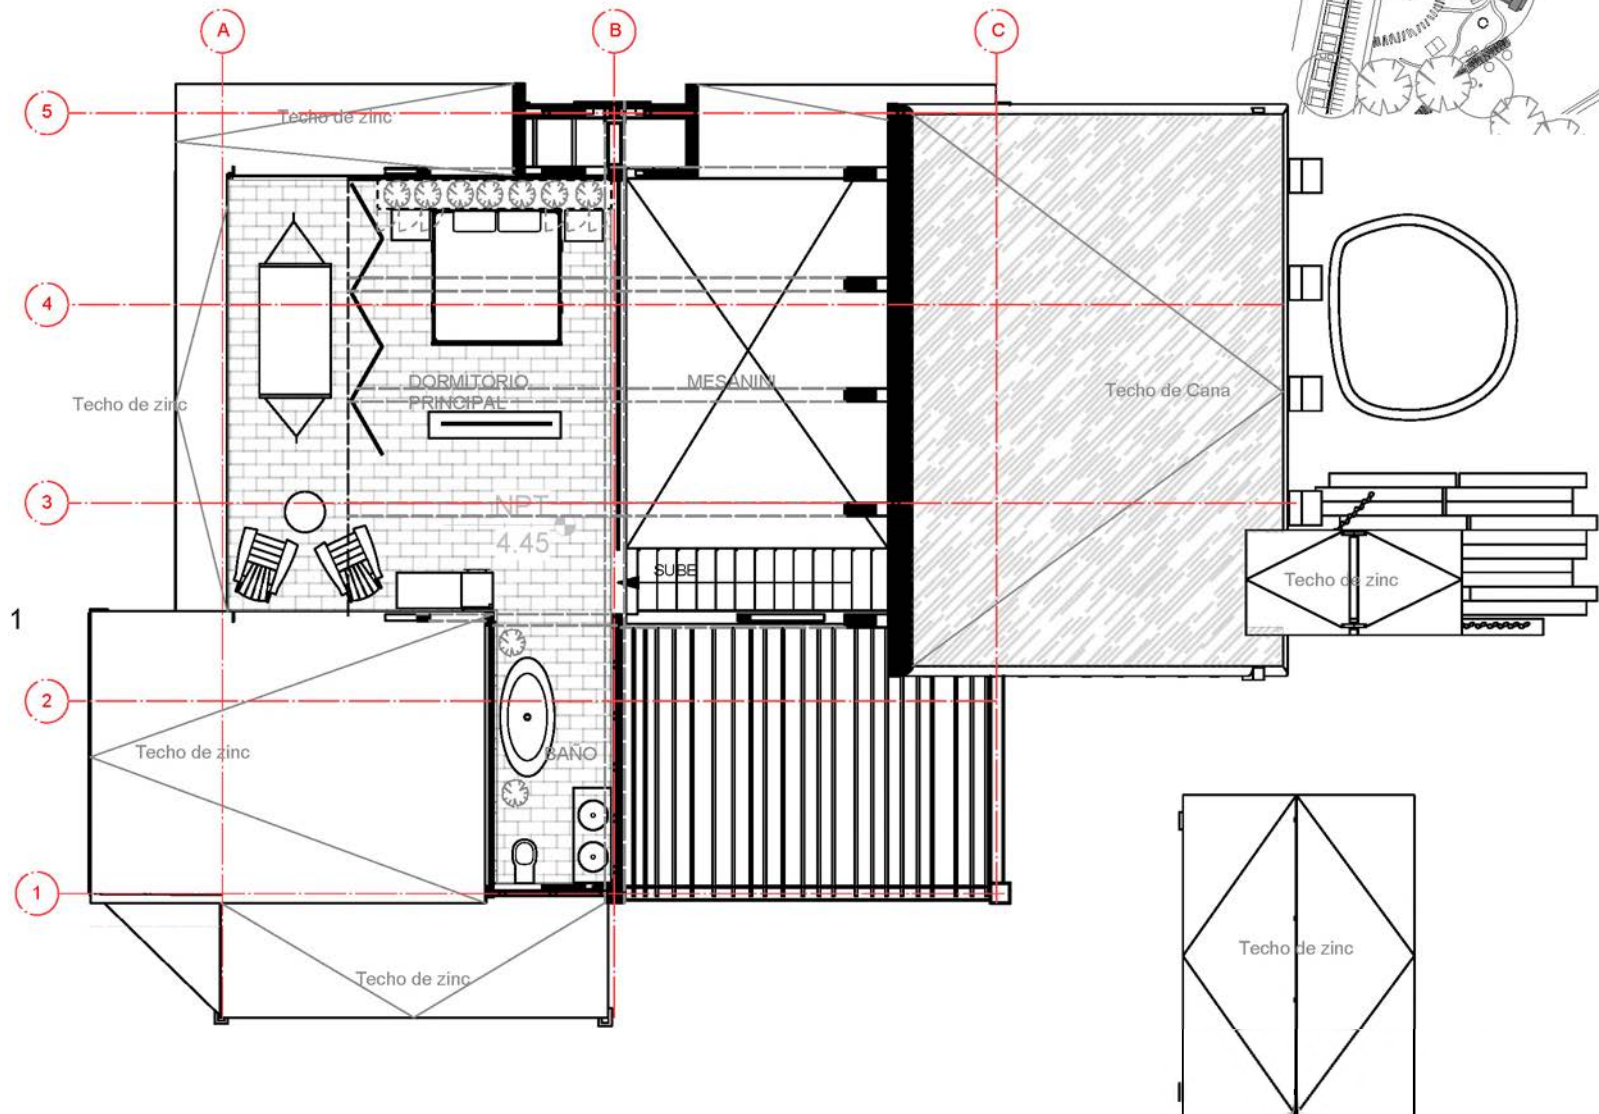 A
B
C
5
Techo de zinc
4
DORMITORIO
PRINCIPAL
MESANINI
Techo de Cana
Techo de zinc
3
NPT
4.45
SUBE
Techo de zinc
1
2
Techo de zinc
BAÑO
1
Techo de zinc
Techo de zinc